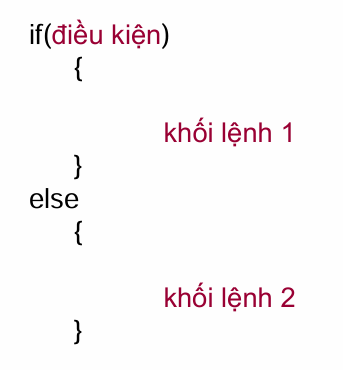 if(điều kiện)
{
khối lệnh 1
}
else
{
khối lệnh 2
}